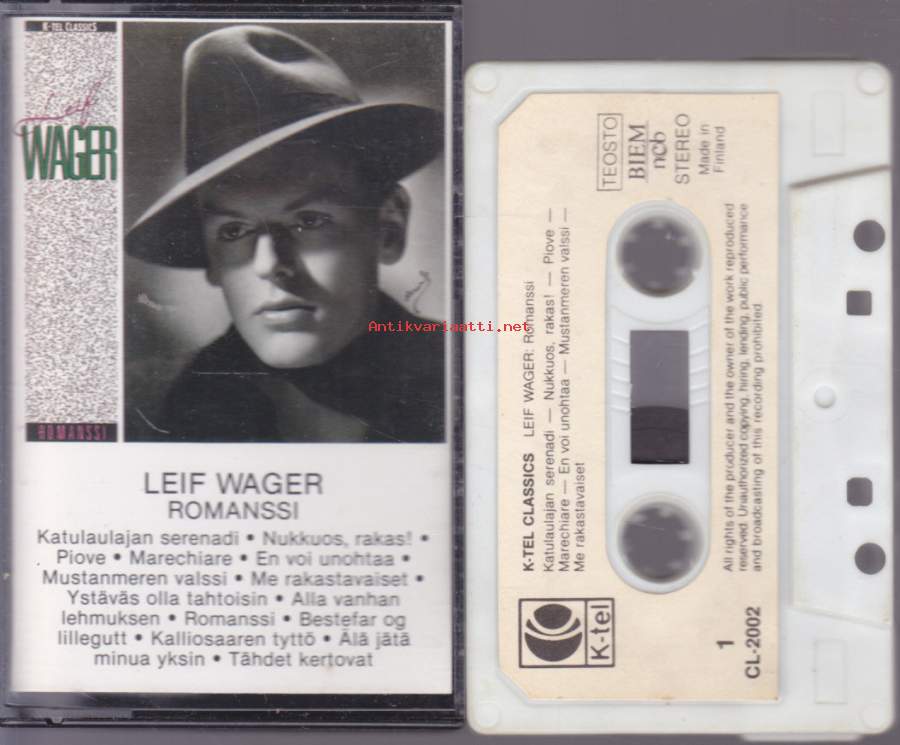 K-TEL CLASSICS
Leif
WAGER
ROMANSSI
LEIF WAGER
ROMANSSI
Katulaulajan serenadi • Nukkuos, rakas! •
Piove • Marechiare • En voi unohtaa •
Mustanmeren valssi • Me rakastavaiset •
Ystäväs olla tahtoisin • Alla vanhan
lehmuksen • Romanssi • Bestefar og
lillegutt • Kalliosaaren tyttö • Älä jätä
minua yksin • Tähdet kertovat
Antikvariaatti.net
TEOSTO
BIEM
ncb
STEREO
Made in
Finland
K-TEL CLASSICS LEIF WAGER: Romanssi
Katulaulajan serenadi — Nukkuos, rakas! — Piove —
Marechiare — En voi unohtaa — Mustanmeren valssi —
Me rakastavaiset
All rights of the producer and the owner of the work reproduced
reserved. Unauthorized copying, hiring, lending, public performance
and broadcasting of this recording prohibited.
K-tel
1
CL-2002